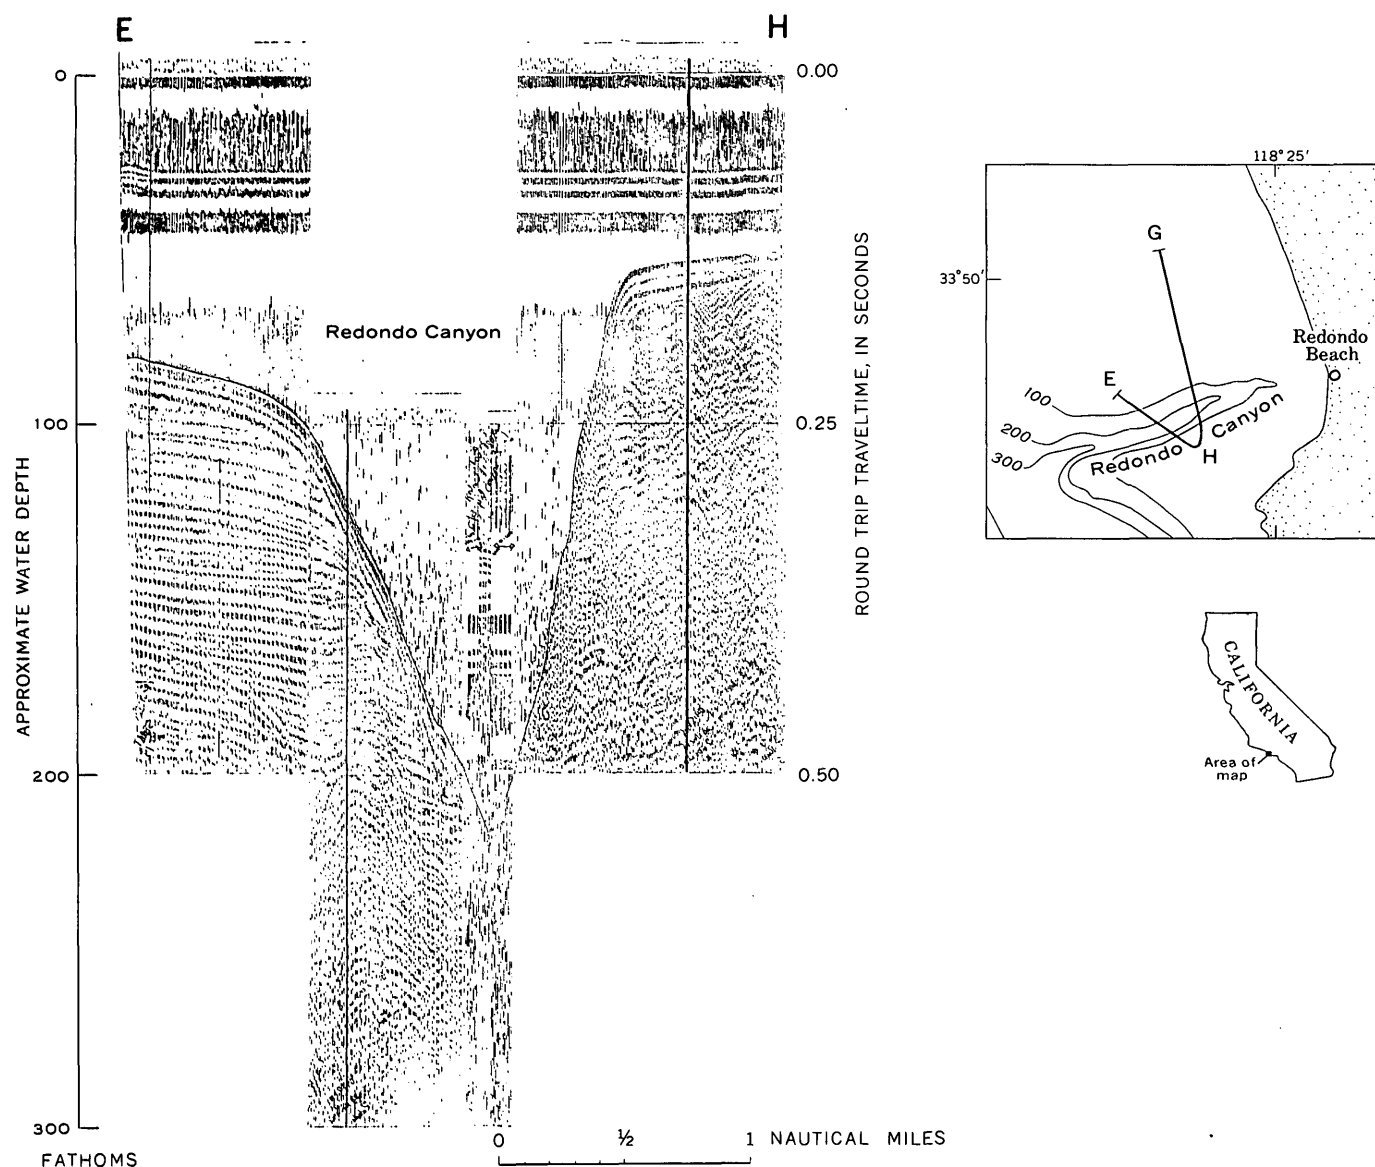 E
H
0
0.00
Redondo Canyon
100
0.25
200
0.50
300
FATHOMS
APPROXIMATE WATER DEPTH
ROUND TRIP TRAVELTIME, IN SECONDS
0 ½ 1 NAUTICAL MILES
118° 25'
33° 50'
G
Redondo
Beach
E
100
200
300
Redondo Canyon
H
CALIFORNIA
Area of
map